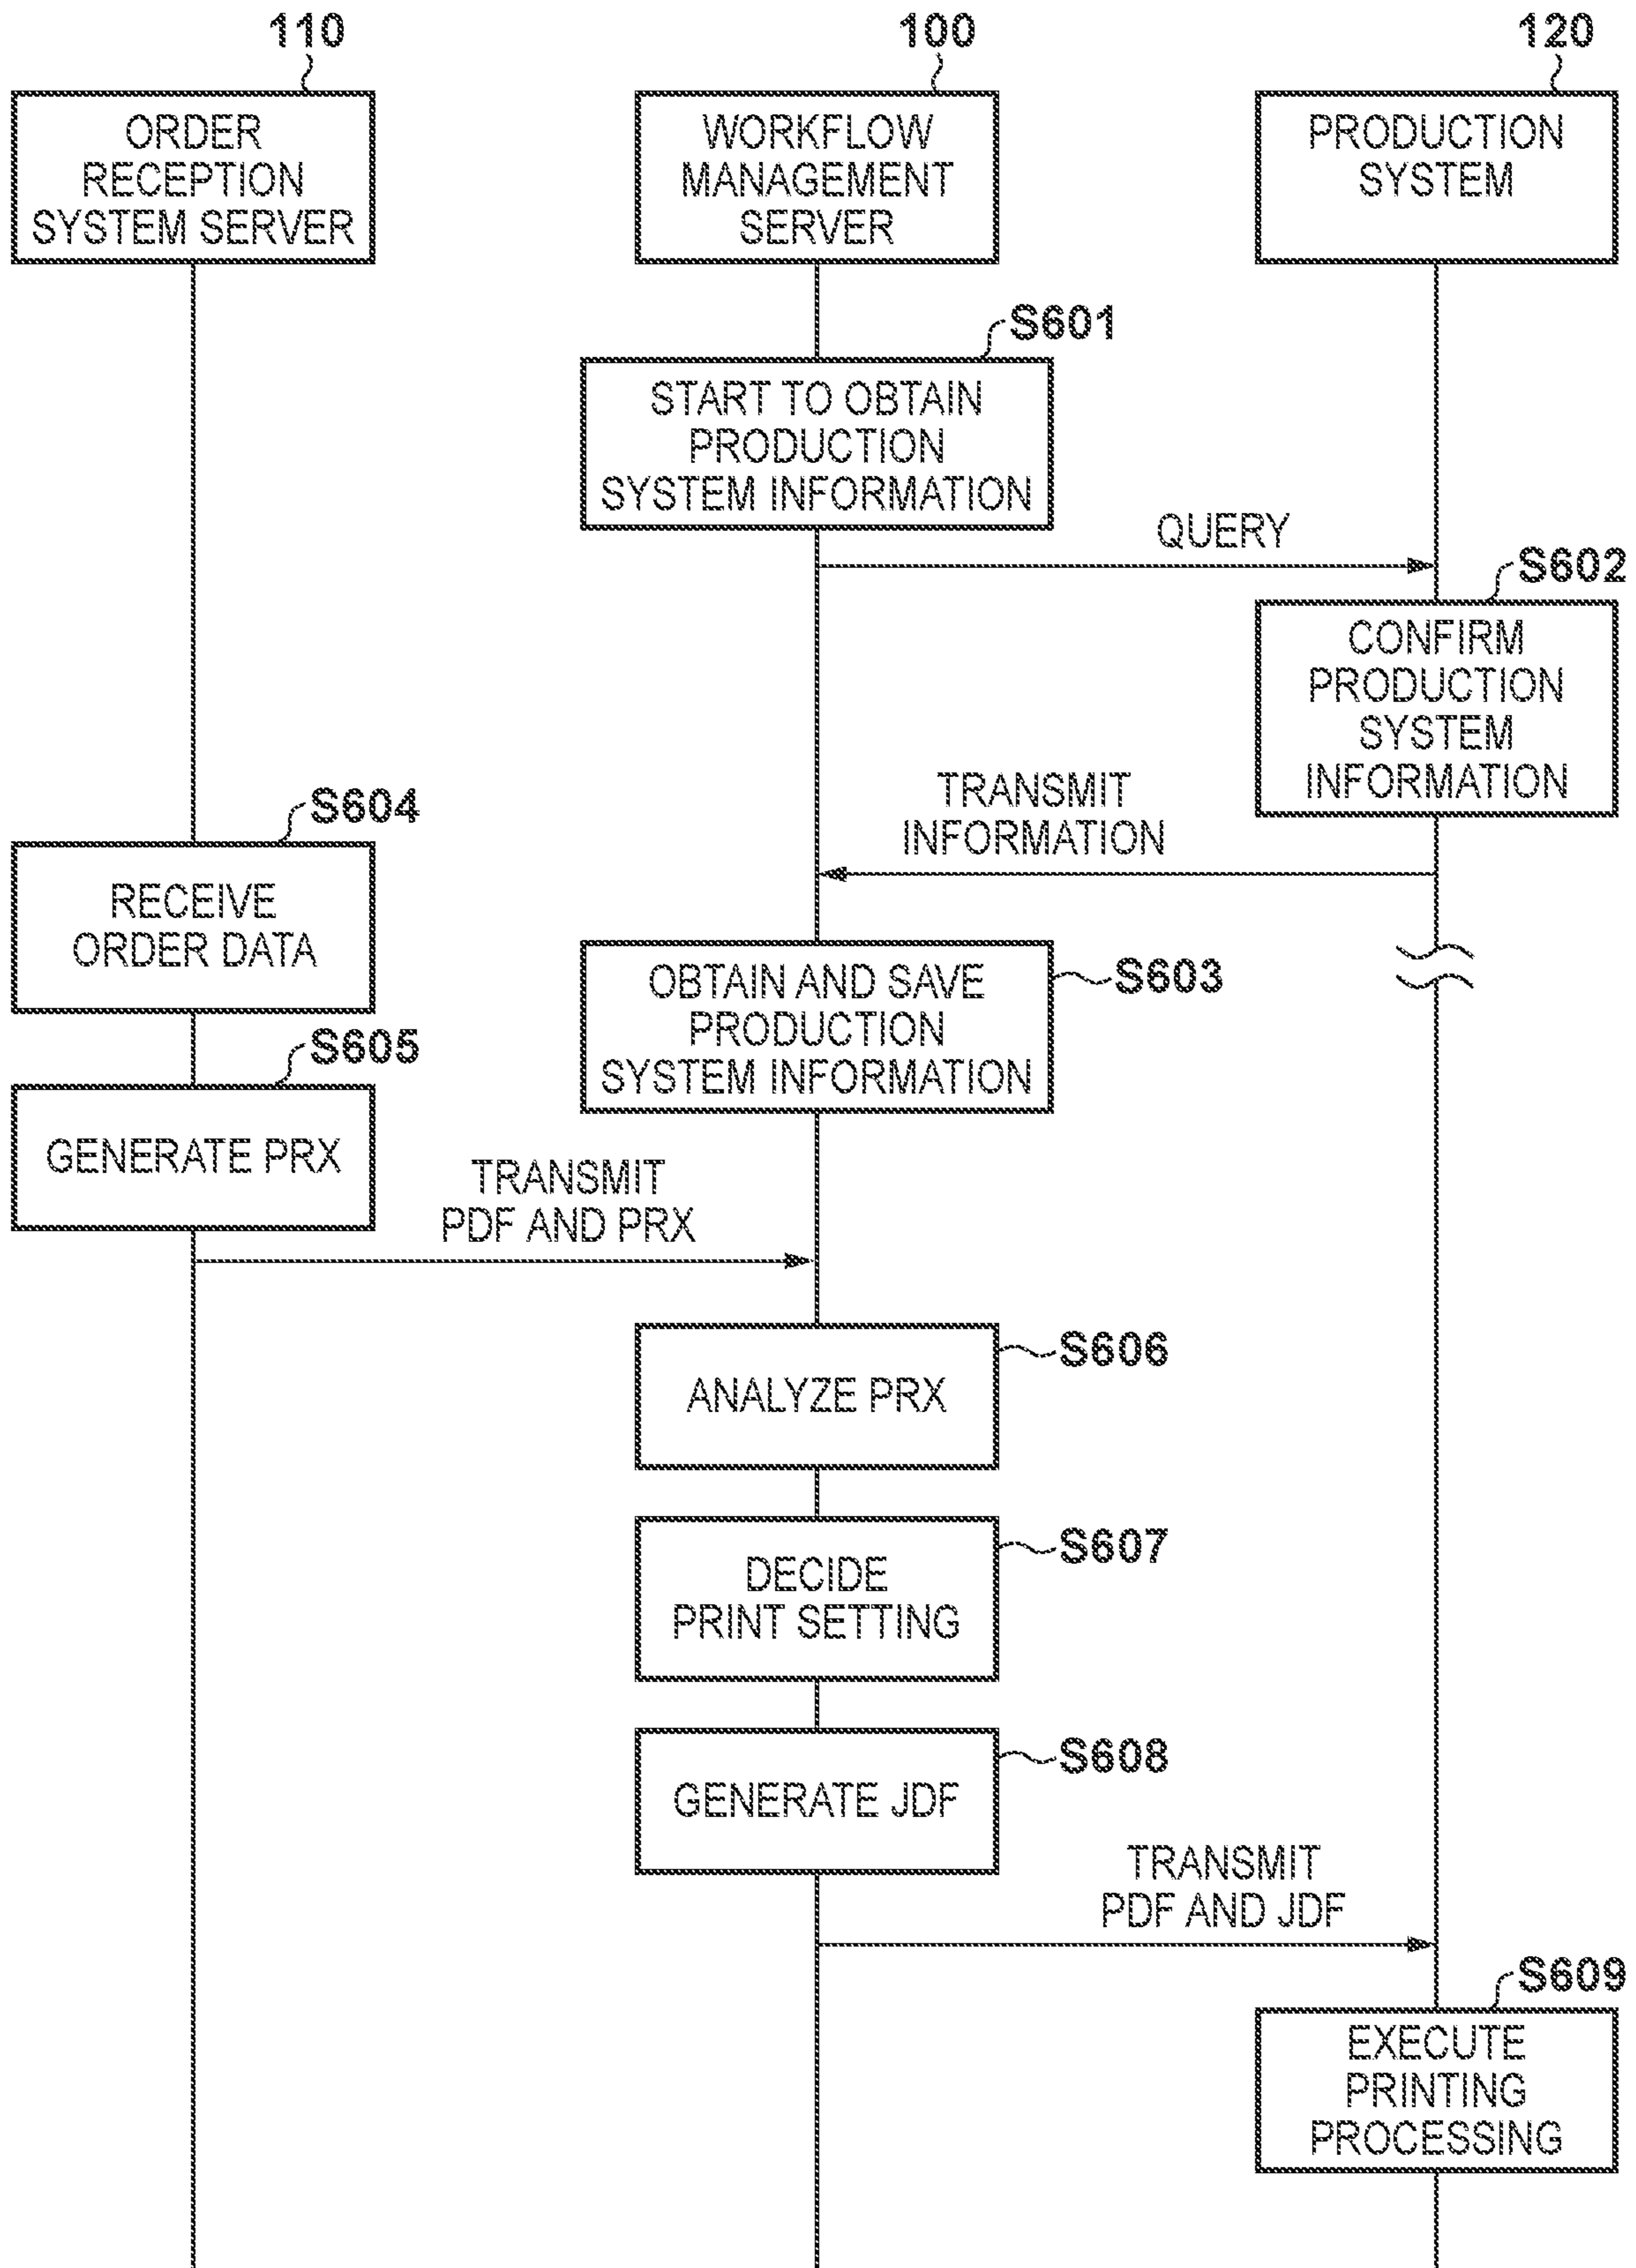 110
100
120
ORDER
RECEPTION
SYSTEM SERVER
WORKFLOW
MANAGEMENT
SERVER
PRODUCTION
SYSTEM
S601
START TO OBTAIN
PRODUCTION
SYSTEM INFORMATION
QUERY
S602
CONFIRM
PRODUCTION
SYSTEM
INFORMATION
TRANSMIT
INFORMATION
S604
RECEIVE
ORDER DATA
S603
OBTAIN AND SAVE
PRODUCTION
SYSTEM INFORMATION
S605
GENERATE PRX
TRANSMIT
PDF AND PRX
S606
ANALYZE PRX
S607
DECIDE
PRINT SETTING
S608
GENERATE JDF
TRANSMIT
PDF AND JDF
S609
EXECUTE
PRINTING
PROCESSING